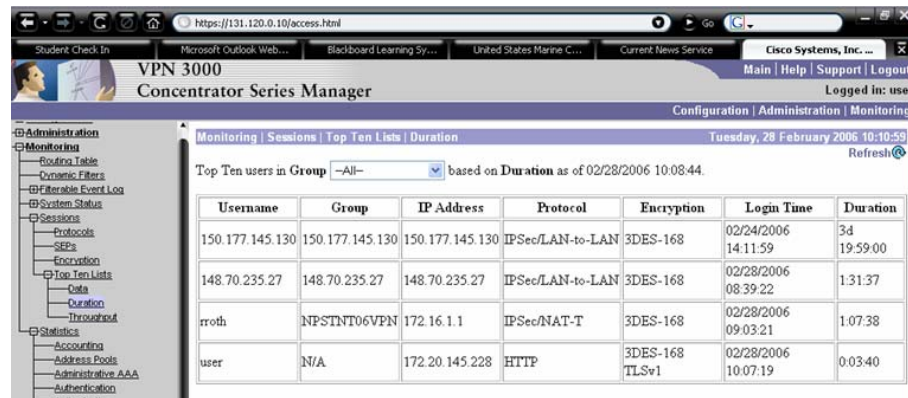 https://131.120.0.10/access.html
Go
G
Student Check In
Microsoft Outlook Web...
Blackboard Learning Sy...
United States Marine C...
Current News Service
Cisco Systems, Inc. ...
VPN 3000
Concentrator Series Manager
Main | Help | Support | Logout
Logged in: use
Configuration | Administration | Monitoring
Administration
Monitoring
Routing Table
Dynamic Filters
Filterable Event Log
System Status
Sessions
Protocols
SEPs
Encryption
Top Ten Lists
Data
Duration
Throughput
Statistics
Accounting
Address Pools
Administrative AAA
Authentication
Monitoring | Sessions | Top Ten Lists | Duration
Tuesday, 28 February 2006 10:10:59
Refresh
Top Ten users in Group --All-- based on Duration as of 02/28/2006 10:08:44.
Username Group IP Address Protocol Encryption Login Time Duration
150.177.145.130 150.177.145.130 150.177.145.130 IPSec/LAN-to-LAN 3DES-168 02/24/2006 14:11:59 3d 19:59:00
148.70.235.27 148.70.235.27 148.70.235.27 IPSec/LAN-to-LAN 3DES-168 02/28/2006 08:39:22 1:31:37
rroth NPSTNT06VPN 172.16.1.1 IPSec/NAT-T 3DES-168 02/28/2006 09:03:21 1:07:38
user N/A 172.20.145.228 HTTP 3DES-168 TLSv1 02/28/2006 10:07:19 0:03:40